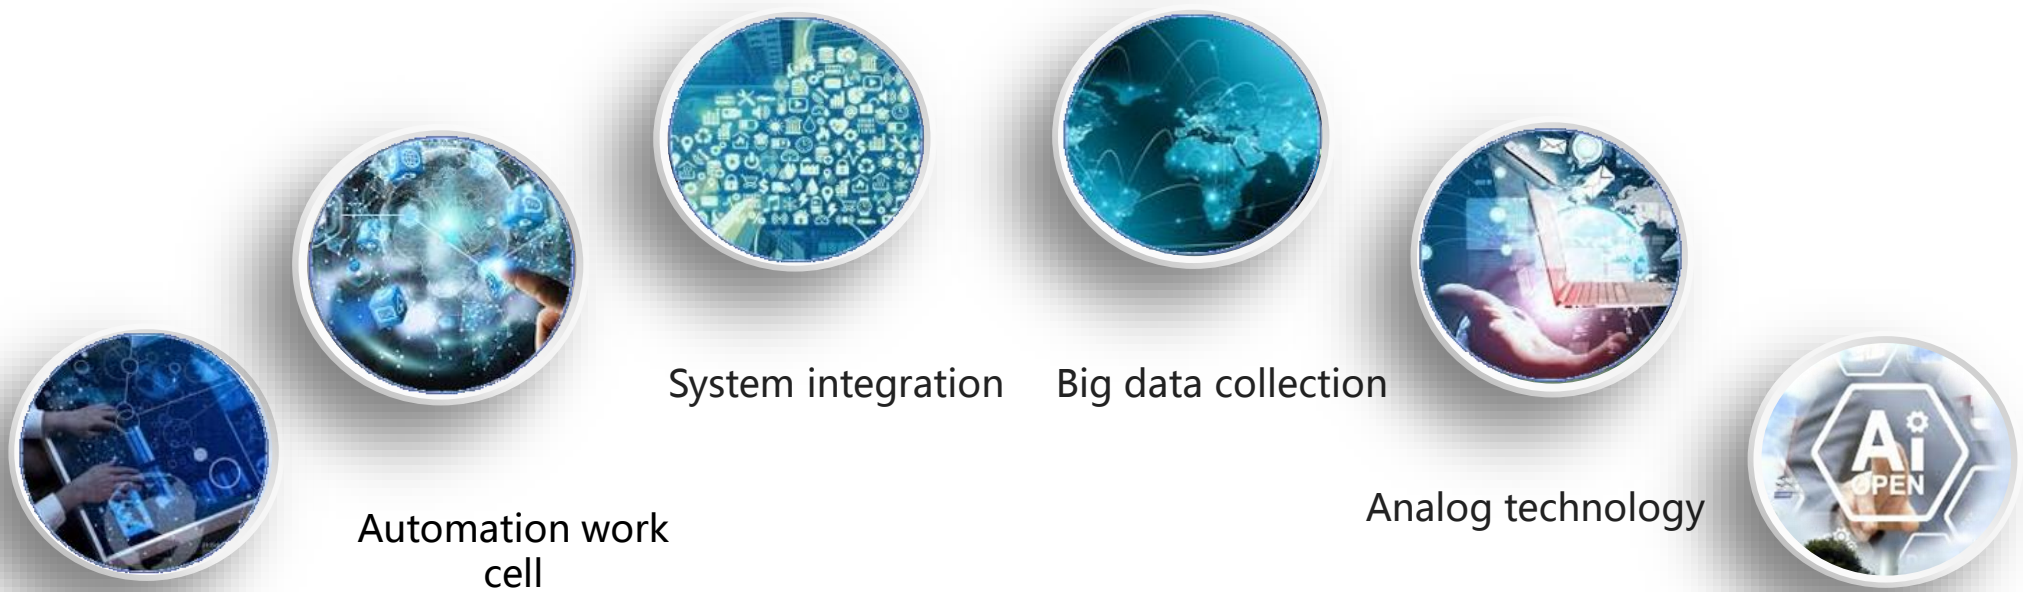 System integration
Big data collection
Automation work
cell
Analog technology
Ai
OPEN